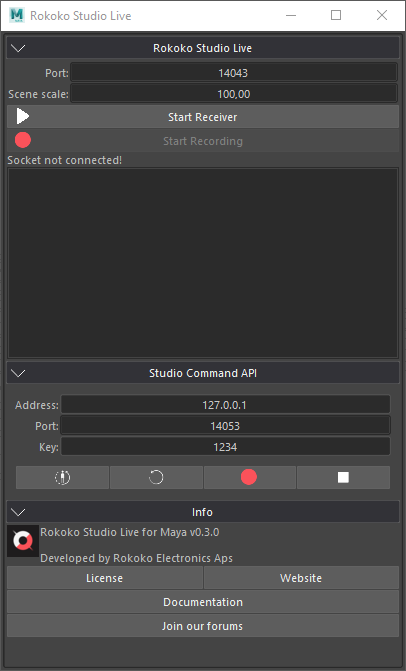 Rokoko Studio Live
Rokoko Studio Live
Port: 14043
Scene scale: 100,00
Start Receiver
Start Recording
Socket not connected!
Studio Command API
Address: 127.0.0.1
Port: 14053
Key: 1234
Info
Rokoko Studio Live for Maya v0.3.0
Developed by Rokoko Electronics Aps
License Website
Documentation
Join our forums